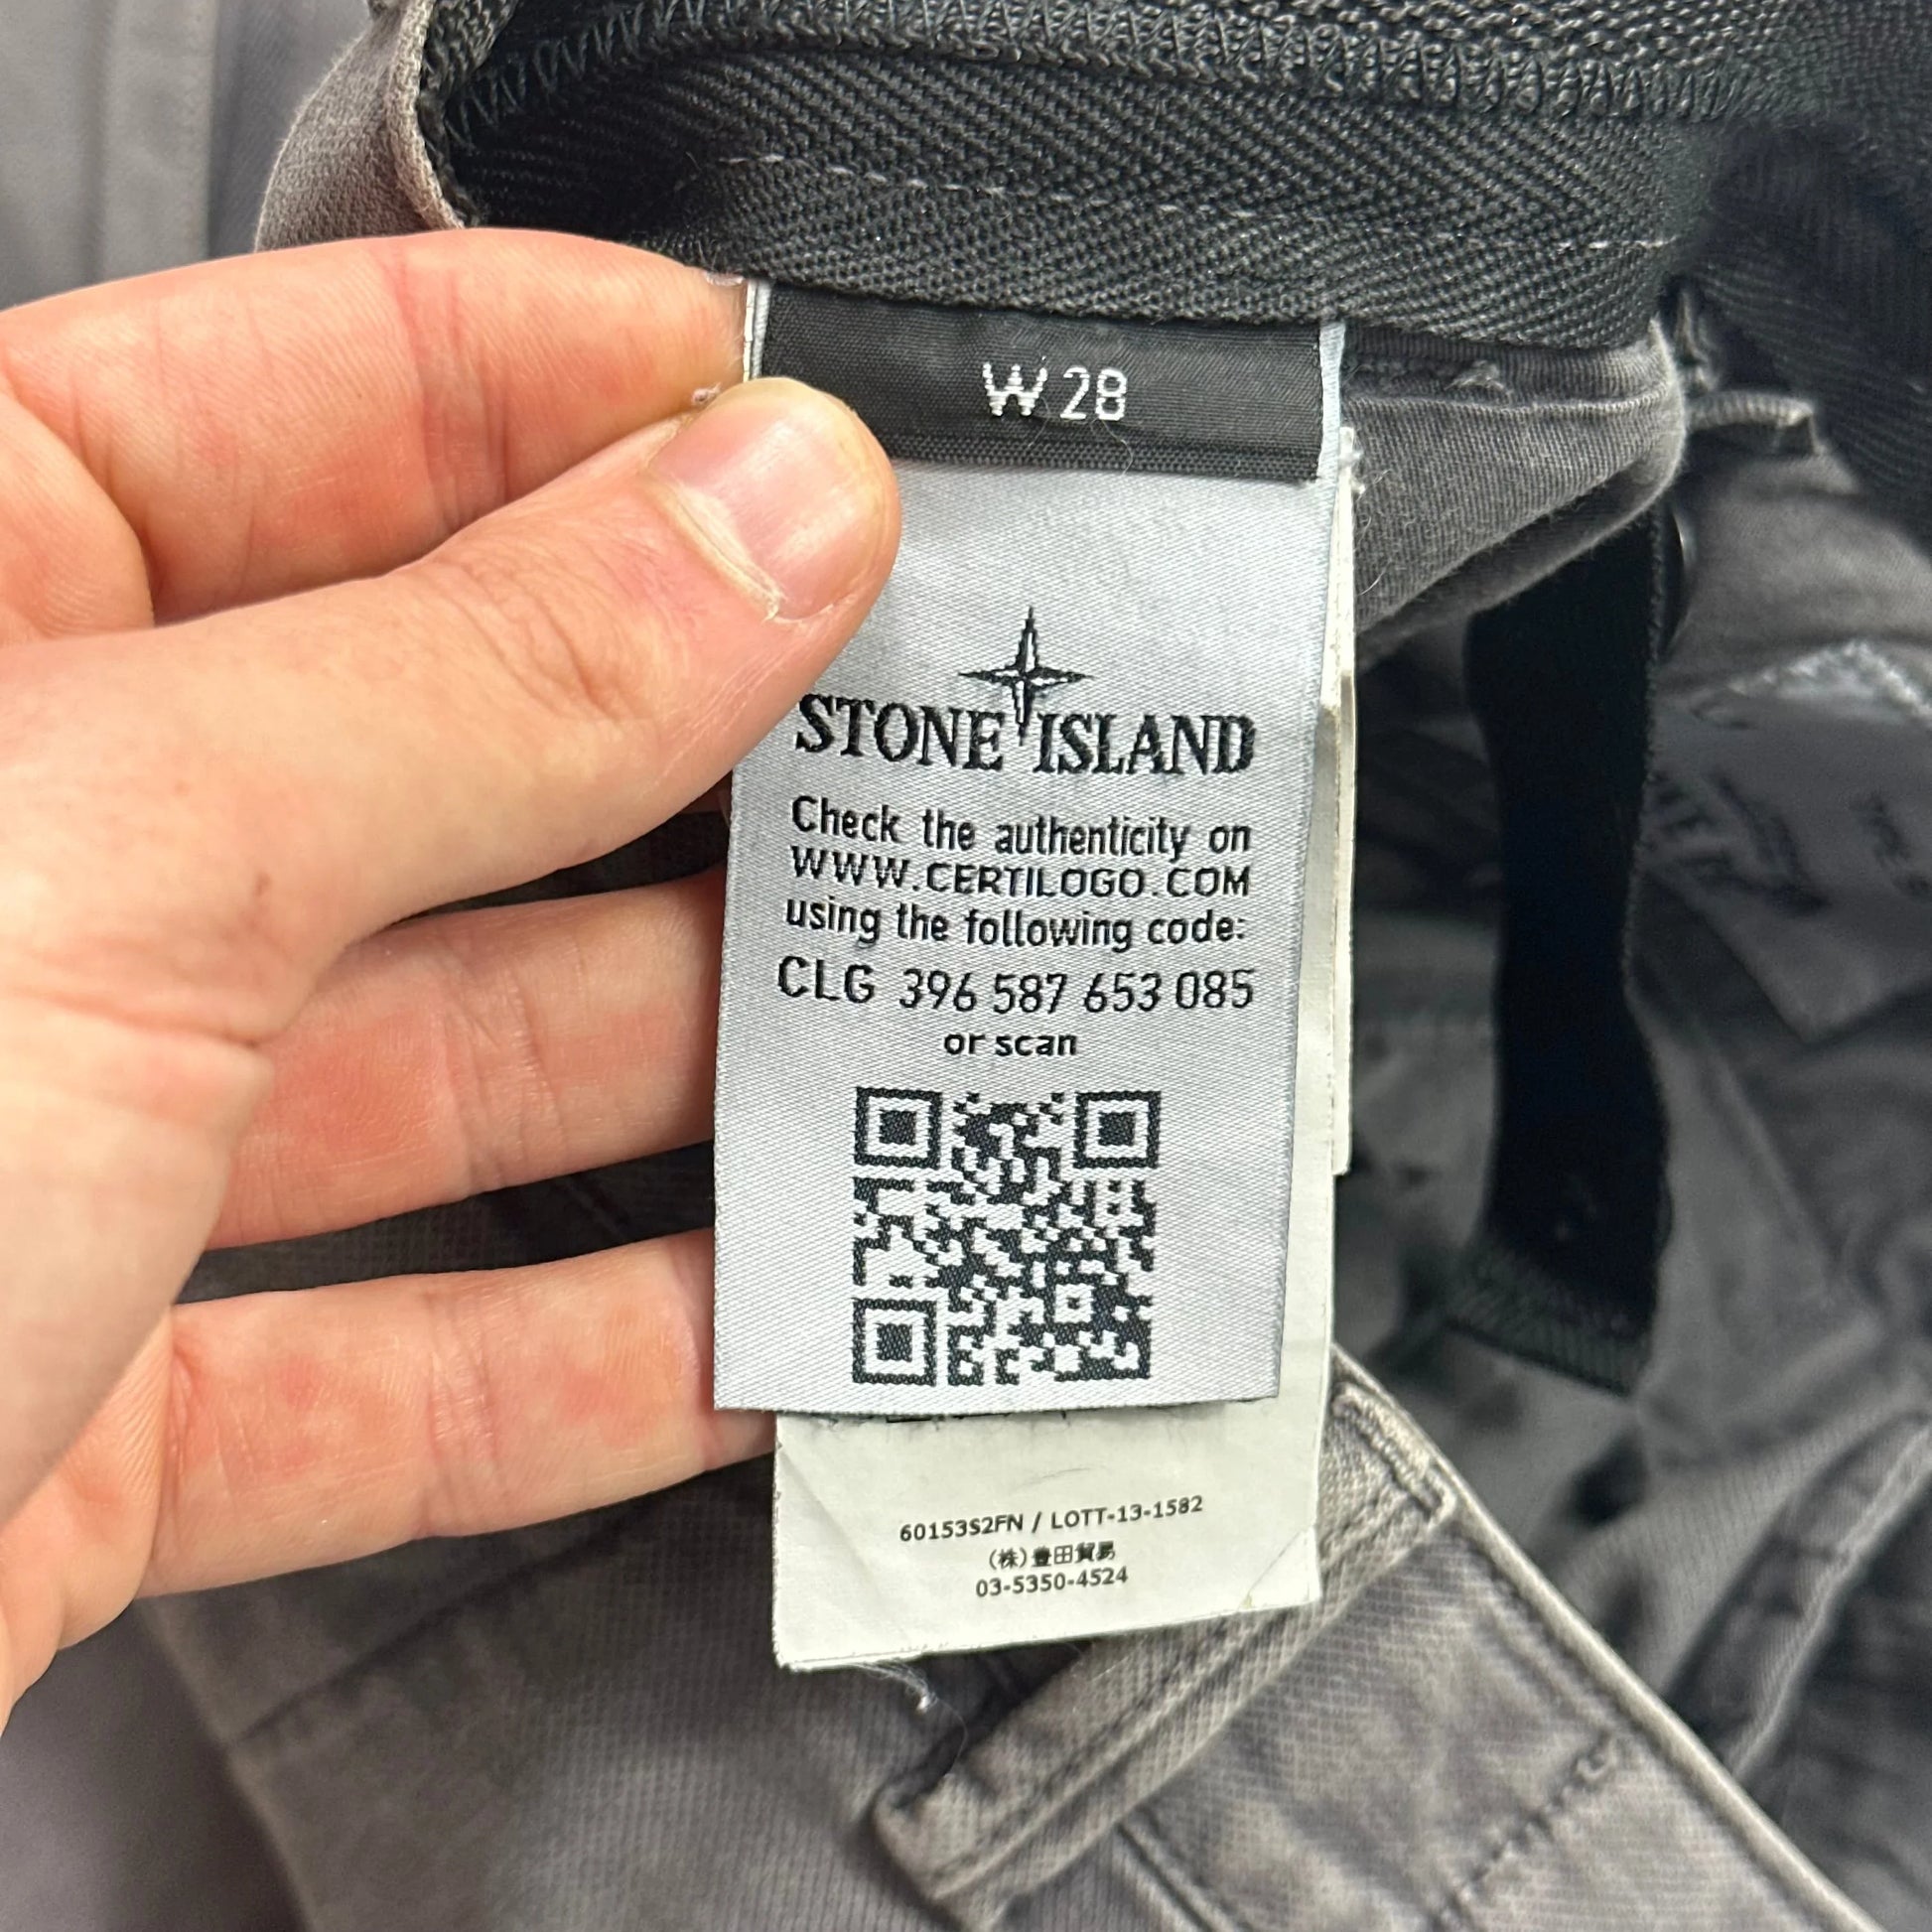 W 28
STONE ISLAND
Check the authenticity on
WWW.CERTILOGO.COM
using the following code:
CLG 396 587 653 085
or scan
60153S2FN / LOTT-13-1582
(株)豊田貿易
03-5350-4524